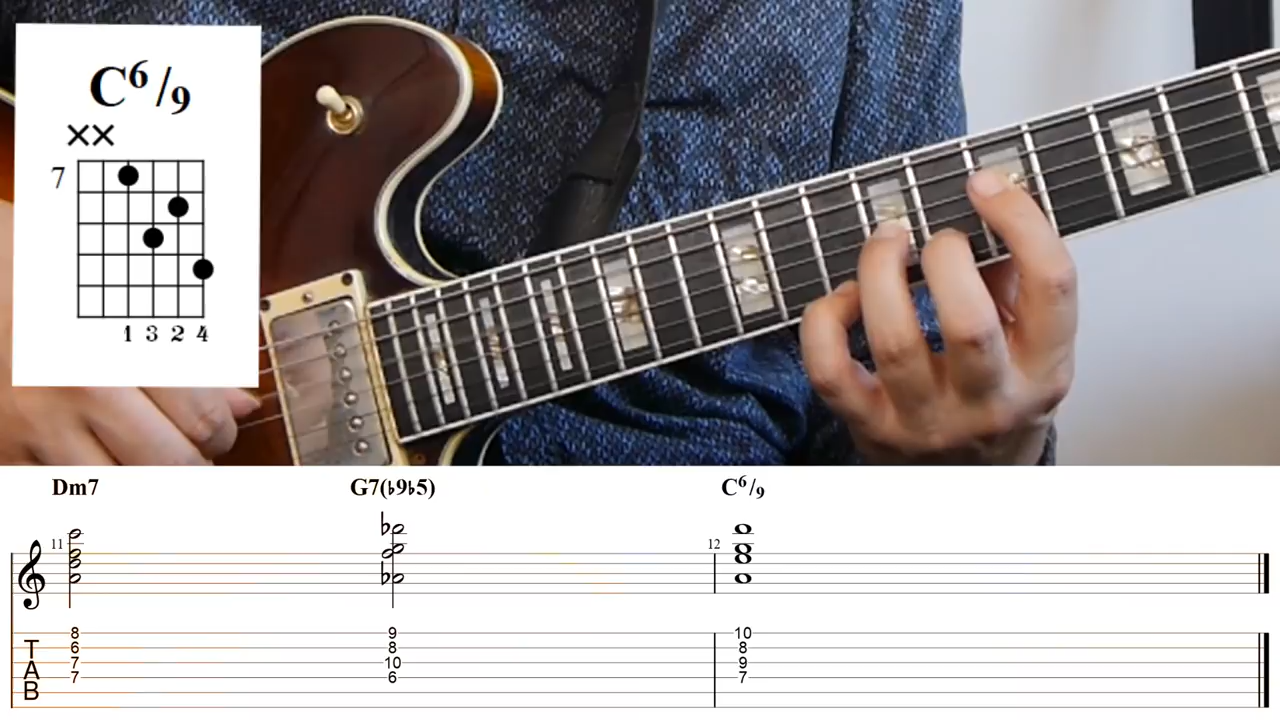 C6/9
××
7
1 3 2 4
Dm7 G7(♭9♭5) C6/9
11 12
8 9 10
T 6 8 8
A 7 10 9
7 6 7
B